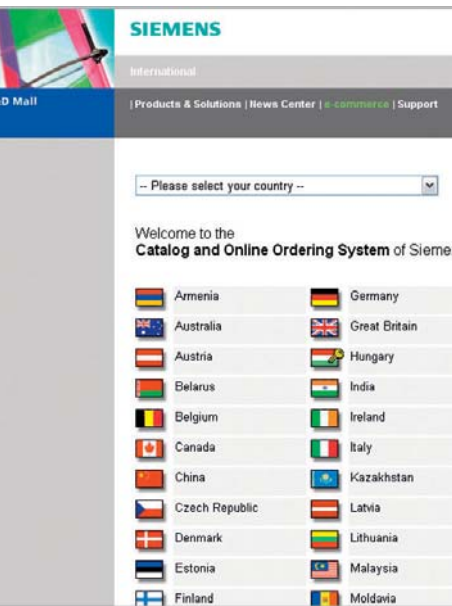 SIEMENS
International
D Mall
| Products & Solutions | News Center | e-commerce | Support
-- Please select your country --
Welcome to the
Catalog and Online Ordering System of Sieme
Armenia
Germany
Australia
Great Britain
Austria
Hungary
Belarus
India
Belgium
Ireland
Canada
Italy
China
Kazakhstan
Czech Republic
Latvia
Denmark
Lithuania
Estonia
Malaysia
Finland
Moldavia